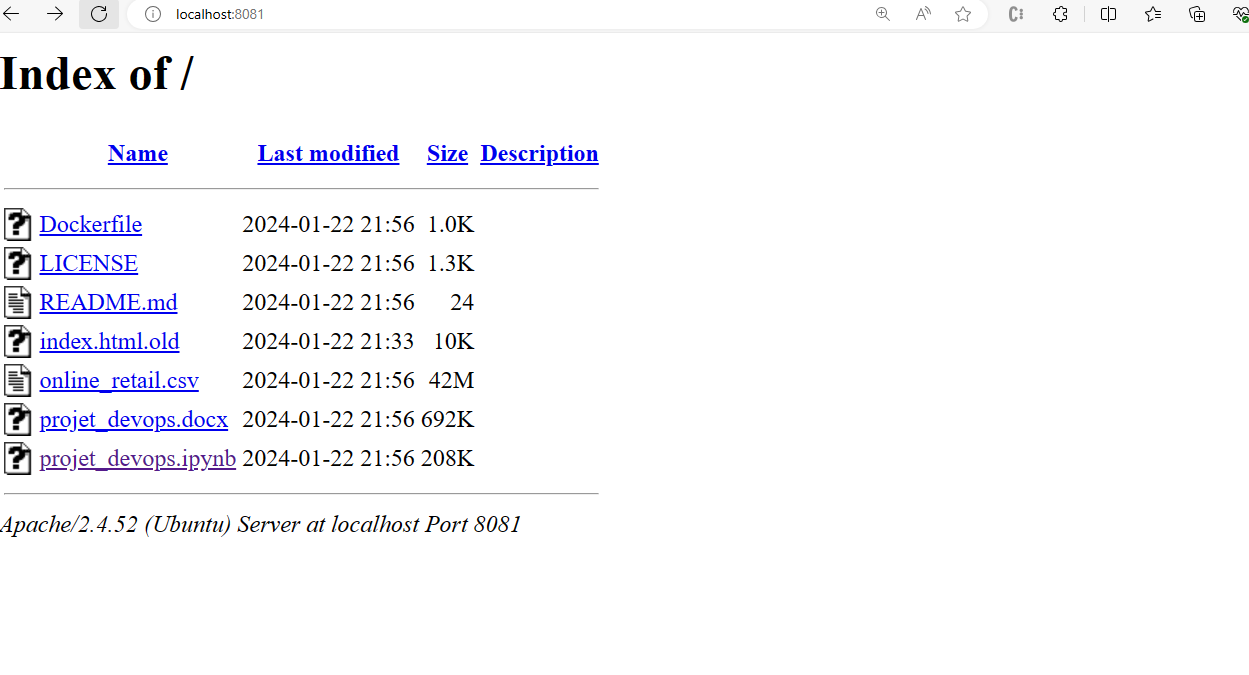 localhost:8081
Index of /
Name Last modified Size Description
Dockerfile 2024-01-22 21:56 1.0K
LICENSE 2024-01-22 21:56 1.3K
README.md 2024-01-22 21:56 24
index.html.old 2024-01-22 21:33 10K
online_retail.csv 2024-01-22 21:56 42M
projet_devops.docx 2024-01-22 21:56 692K
projet_devops.ipynb 2024-01-22 21:56 208K
Apache/2.4.52 (Ubuntu) Server at localhost Port 8081